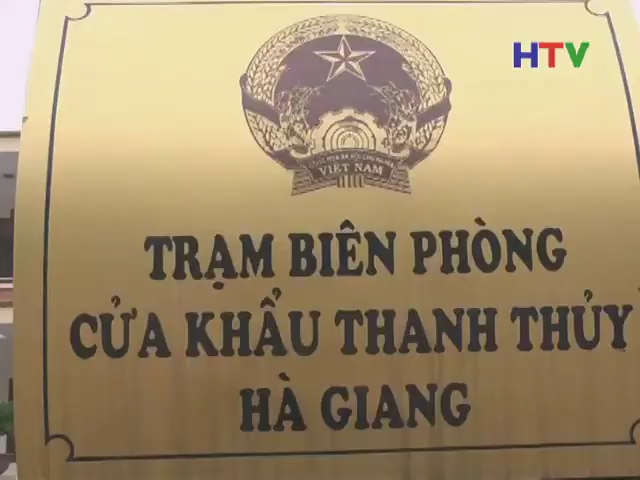 HTV
VIỆT NAM
TRẠM BIÊN PHÒNG
CỬA KHẨU THANH THỦY
HÀ GIANG